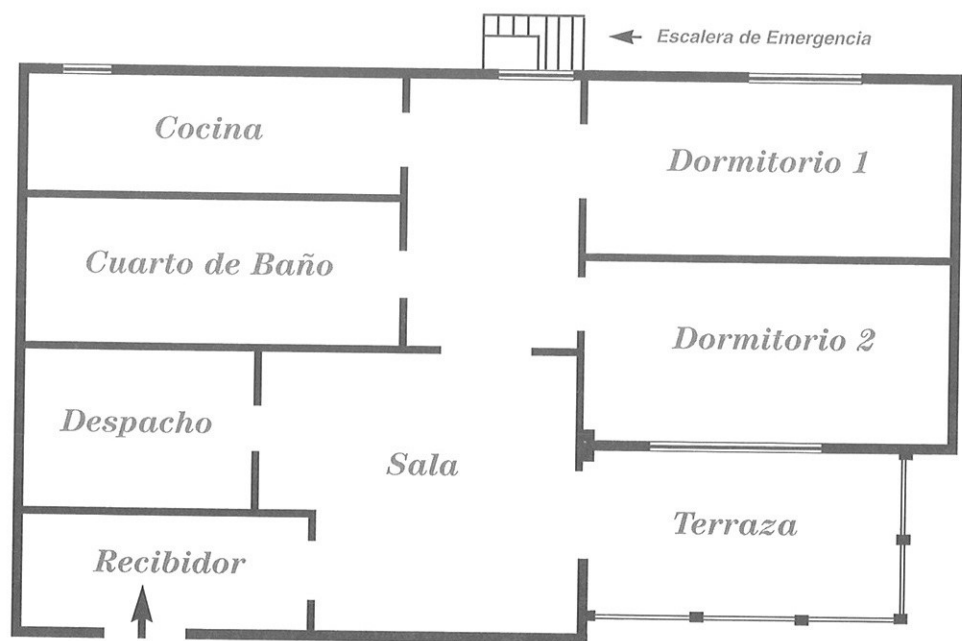 Escalera de Emergencia
Cocina
Dormitorio 1
Cuarto de Baño
Dormitorio 2
Despacho
Sala
Terraza
Recibidor